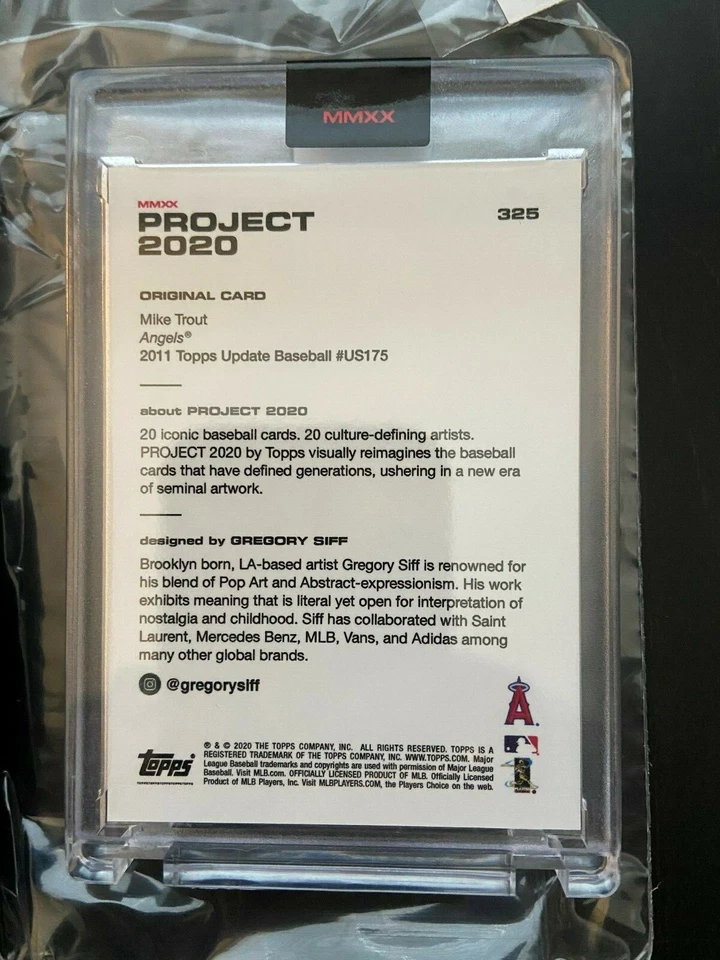 MMXX
MMXX
PROJECT
2020
325
ORIGINAL CARD
Mike Trout
Angels®
2011 Topps Update Baseball #US175
about PROJECT 2020
20 iconic baseball cards. 20 culture-defining artists.
PROJECT 2020 by Topps visually reimagines the baseball
cards that have defined generations, ushering in a new era
of seminal artwork.
designed by GREGORY SIFF
Brooklyn born, LA-based artist Gregory Siff is renowned for
his blend of Pop Art and Abstract-expressionism. His work
exhibits meaning that is literal yet open for interpretation of
nostalgia and childhood. Siff has collaborated with Saint
Laurent, Mercedes Benz, MLB, Vans, and Adidas among
many other global brands.
@gregorysiff
A
Topps®
® & © 2020 THE TOPPS COMPANY, INC. ALL RIGHTS RESERVED. TOPPS IS A
REGISTERED TRADEMARK OF THE TOPPS COMPANY, INC. WWW.TOPPS.COM. Major
League Baseball trademarks and copyrights are used with permission of Major League
Baseball. Visit MLB.com. OFFICIALLY LICENSED PRODUCT OF MLB. Officially Licensed
Product of MLB Players, Inc. Visit MLBPLAYERS.COM, the Players Choice on the web.